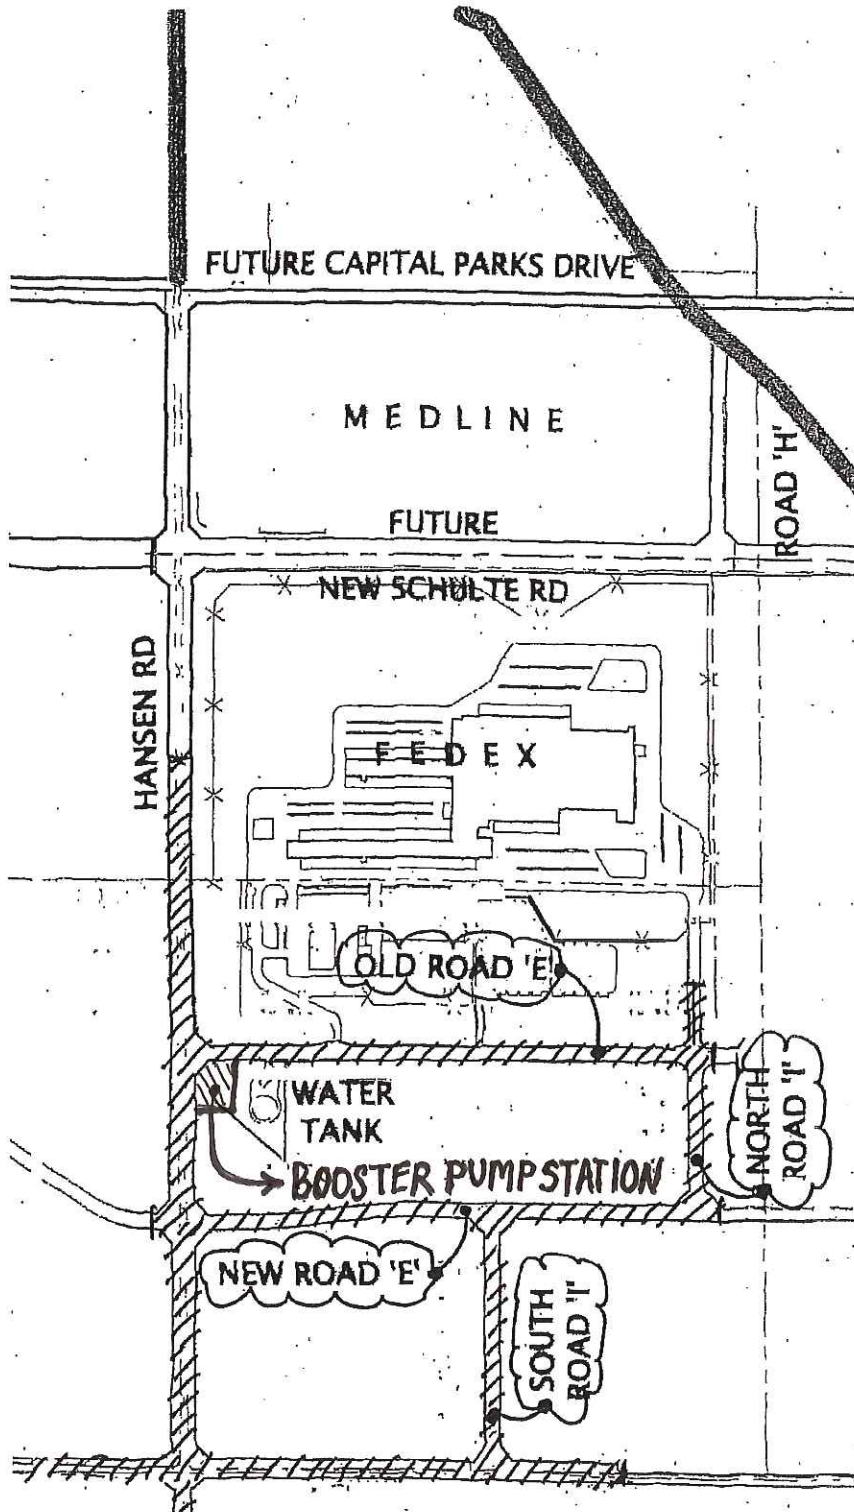 FUTURE CAPITAL PARKS DRIVE
MEDLINE
ROAD 'H'
FUTURE
NEW SCHULTE RD
HANSEN RD
FEDEX
OLD ROAD 'E'
WATER
TANK
NORTH
ROAD 'I'
BOOSTER PUMP STATION
NEW ROAD 'E'
SOUTH
ROAD 'I'